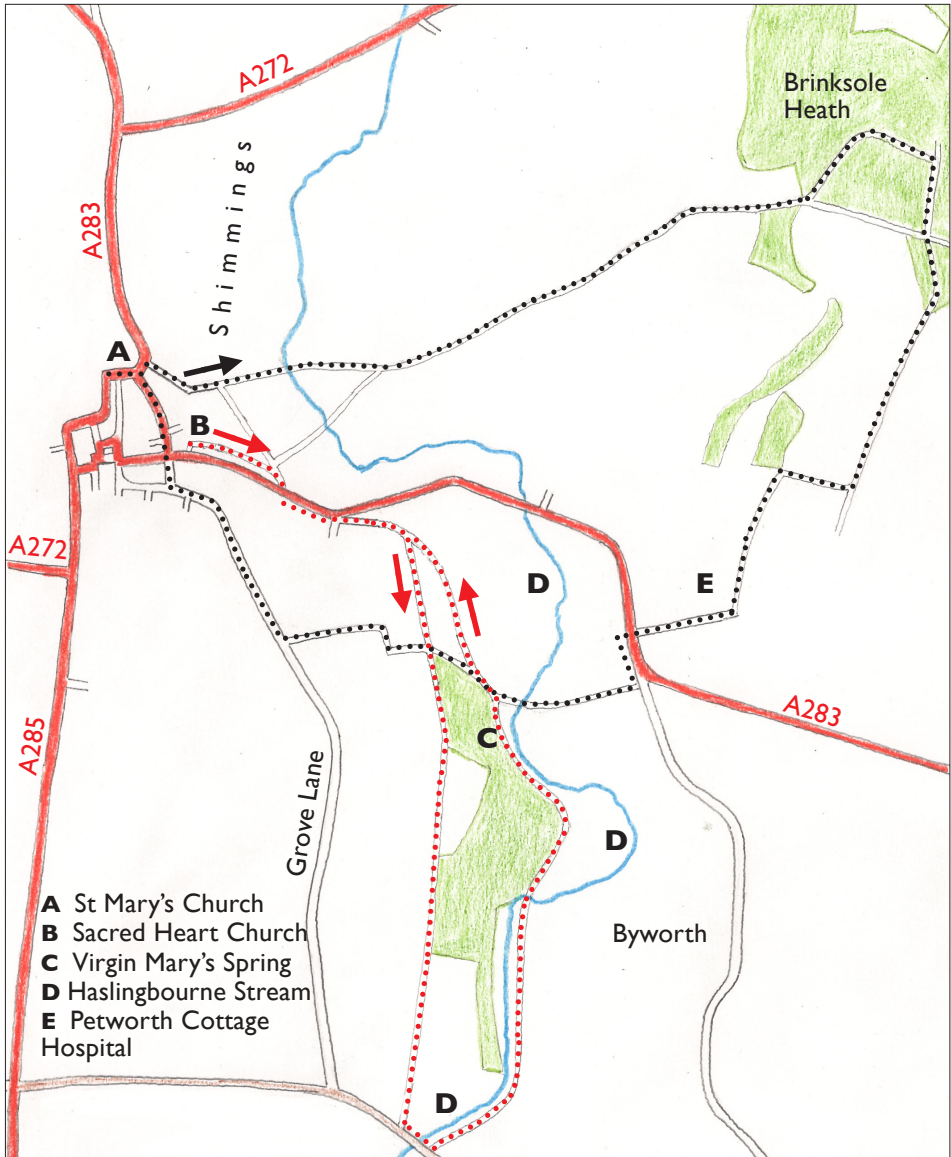 A272
Brinksole
Heath
Shimmings
A283
A
B
A272
D
E
A283
C
A285
Grove Lane
D
Byworth
A St Mary's Church
B Sacred Heart Church
C Virgin Mary's Spring
D Haslingbourne Stream
E Petworth Cottage
Hospital
D